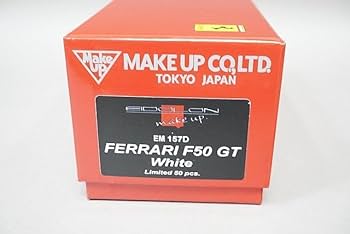 Make UP
MAKE UP CO.,LTD.
TOKYO JAPAN
EIDOLON
make up.
EM 157D
FERRARI F50 GT
White
Limited 50 pcs.